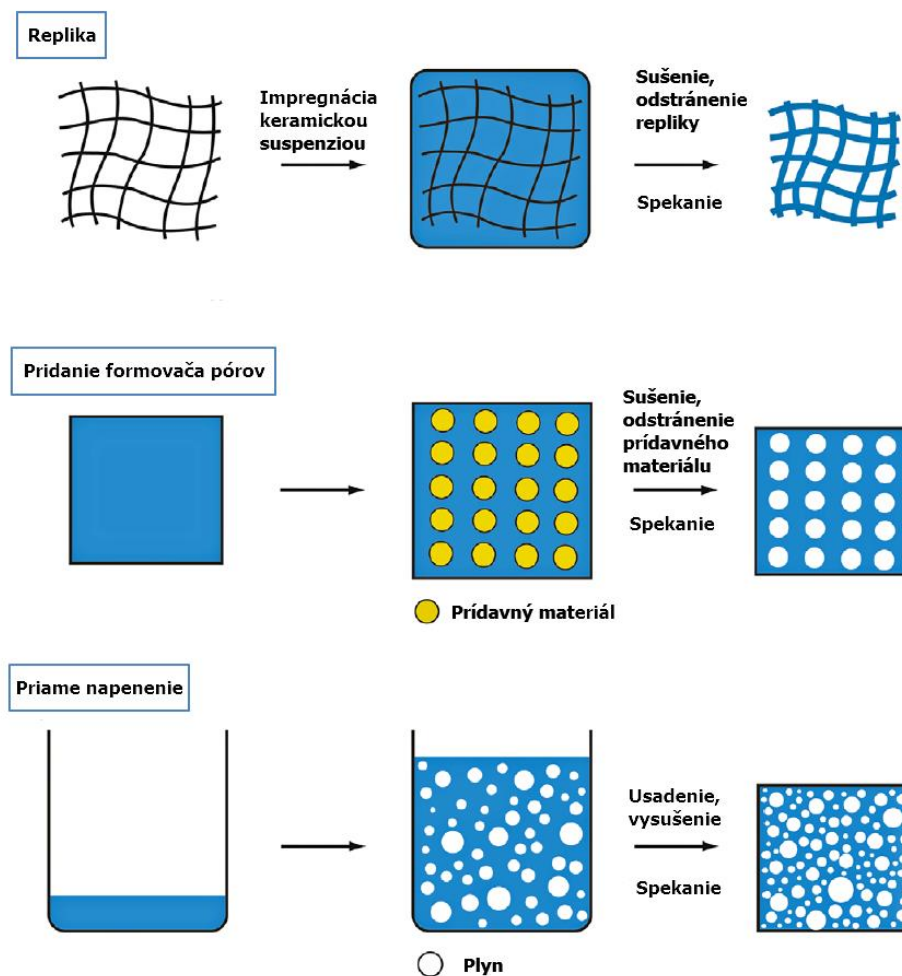 Replika
Impregnácia
keramickou
suspenziou
Sušenie,
odstránenie
repliky
Spekanie
Pridanie formovača pórov
Sušenie,
odstránenie
prídavného
materiálu
Spekanie
Prídavný materiál
Priame napenenie
Usadenie,
vysušenie
Spekanie
Plyn